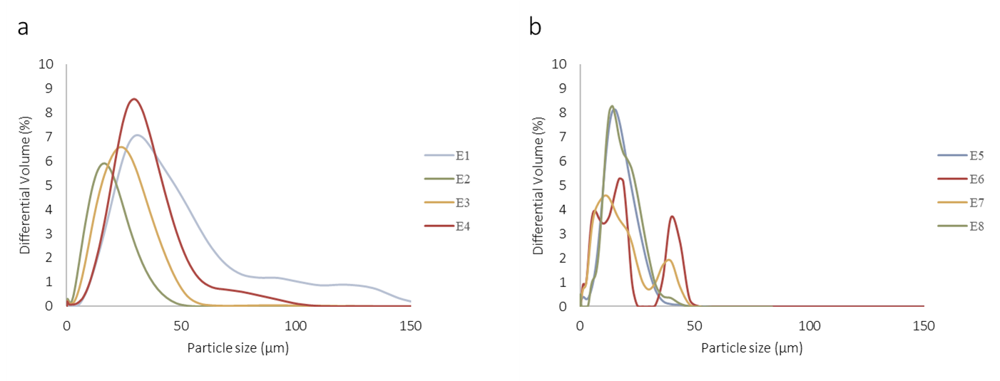 a
10
9
8
7
6
5
4
3
2
1
0
Differential Volume (%)
0 50 100 150
Particle size (µm)
E1
E2
E3
E4
b
10
9
8
7
6
5
4
3
2
1
0
Differential Volume (%)
0 50 100 150
Particle size (µm)
E5
E6
E7
E8